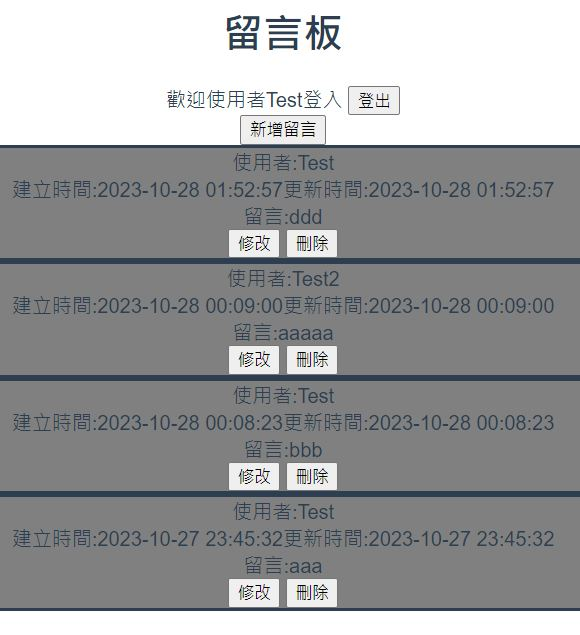 留言板
歡迎使用者Test登入 登出
新增留言
使用者:Test
建立時間:2023-10-28 01:52:57更新時間:2023-10-28 01:52:57
留言:ddd
修改 刪除
使用者:Test2
建立時間:2023-10-28 00:09:00更新時間:2023-10-28 00:09:00
留言:aaaaa
修改 刪除
使用者:Test
建立時間:2023-10-28 00:08:23更新時間:2023-10-28 00:08:23
留言:bbb
修改 刪除
使用者:Test
建立時間:2023-10-27 23:45:32更新時間:2023-10-27 23:45:32
留言:aaa
修改 刪除